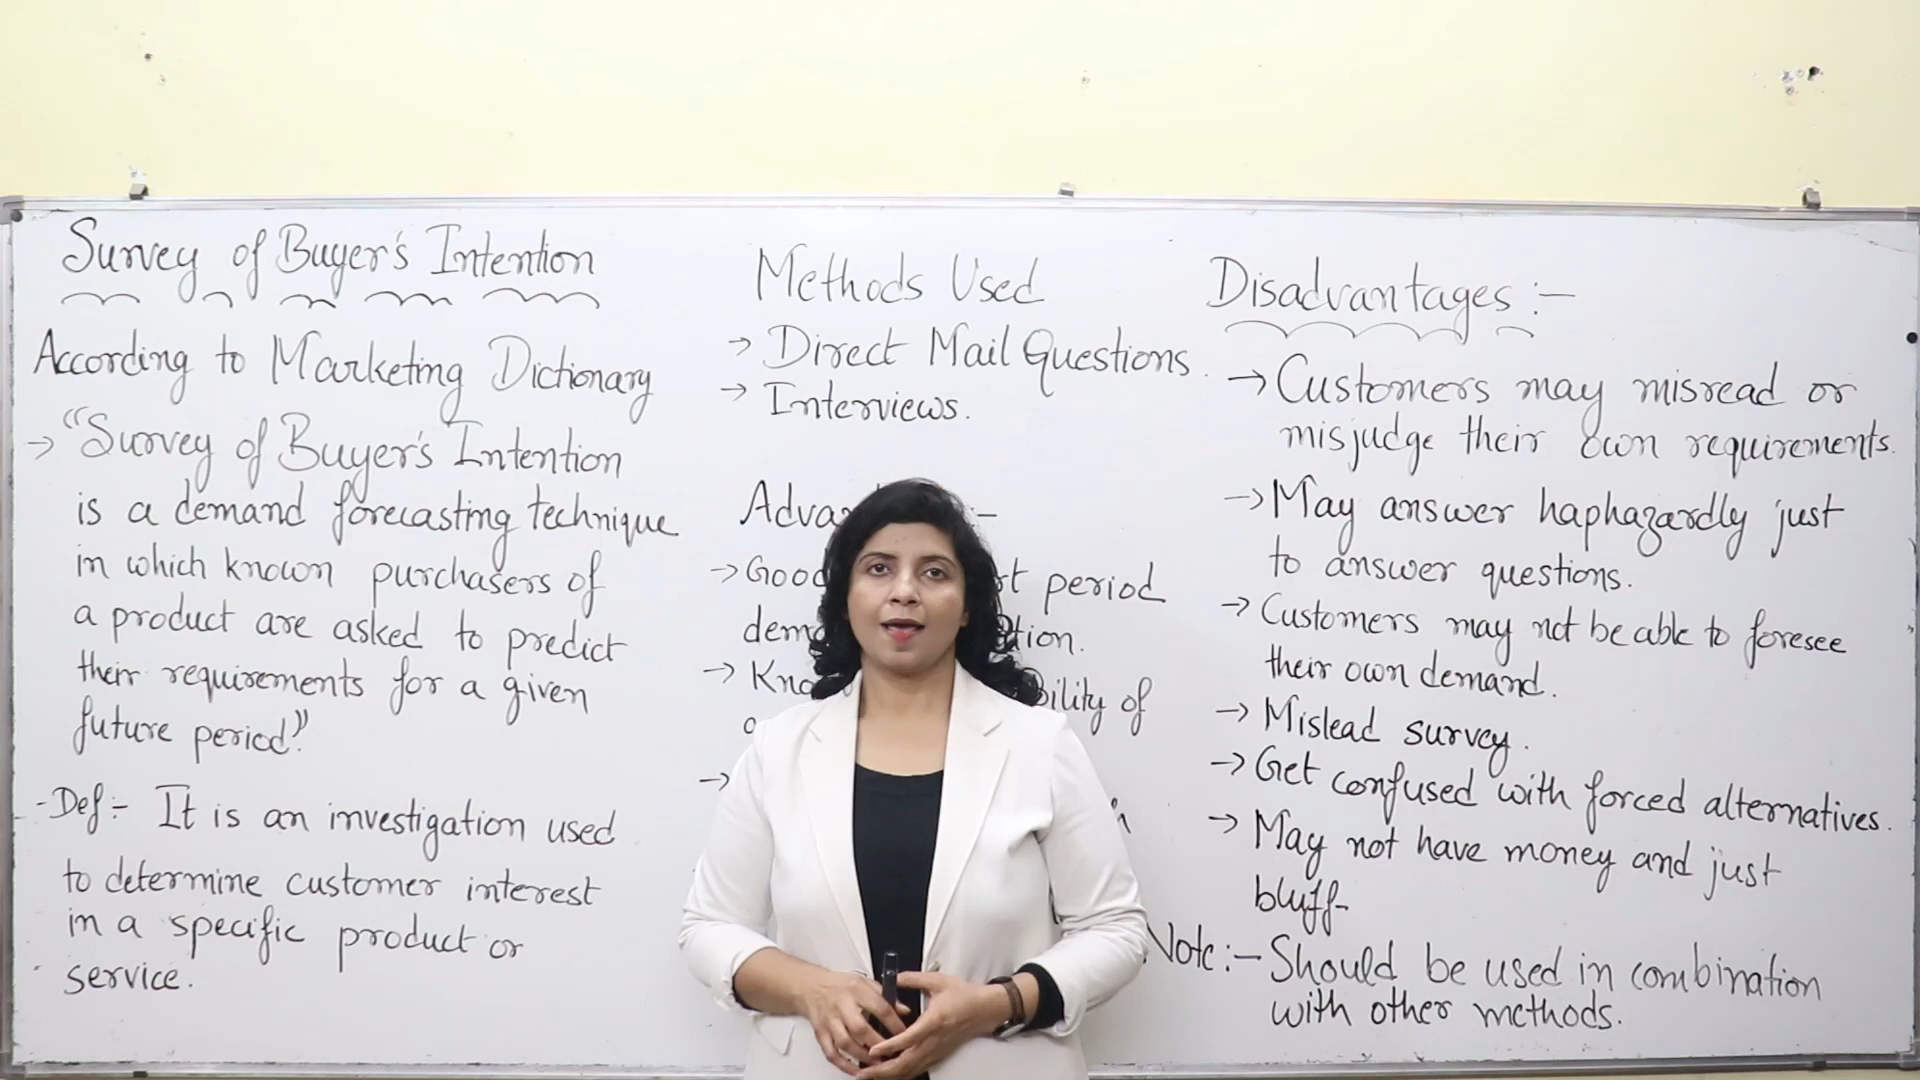 Survey of Buyer's Intention
According to Marketing Dictionary
→ "Survey of Buyer's Intention
is a demand forecasting technique
in which known purchasers of
a product are asked to predict
their requirements for a given
future period."
- Def:- It is an investigation used
to determine customer interest
in a specific product or
service.
Methods Used
→ Direct Mail Questions.
→ Interviews.
:-
→ Good period
→
of
→
Disadvantages :-
→ Customers may misread or
misjudge their own requirements.
→ May answer haphazardly just
to answer questions.
→ Customers may not be able to foresee
their own demand.
→ Mislead survey.
→ Get confused with forced alternatives.
→ May not have money and just
bluff-
Note:- Should be used in combination
with other methods.